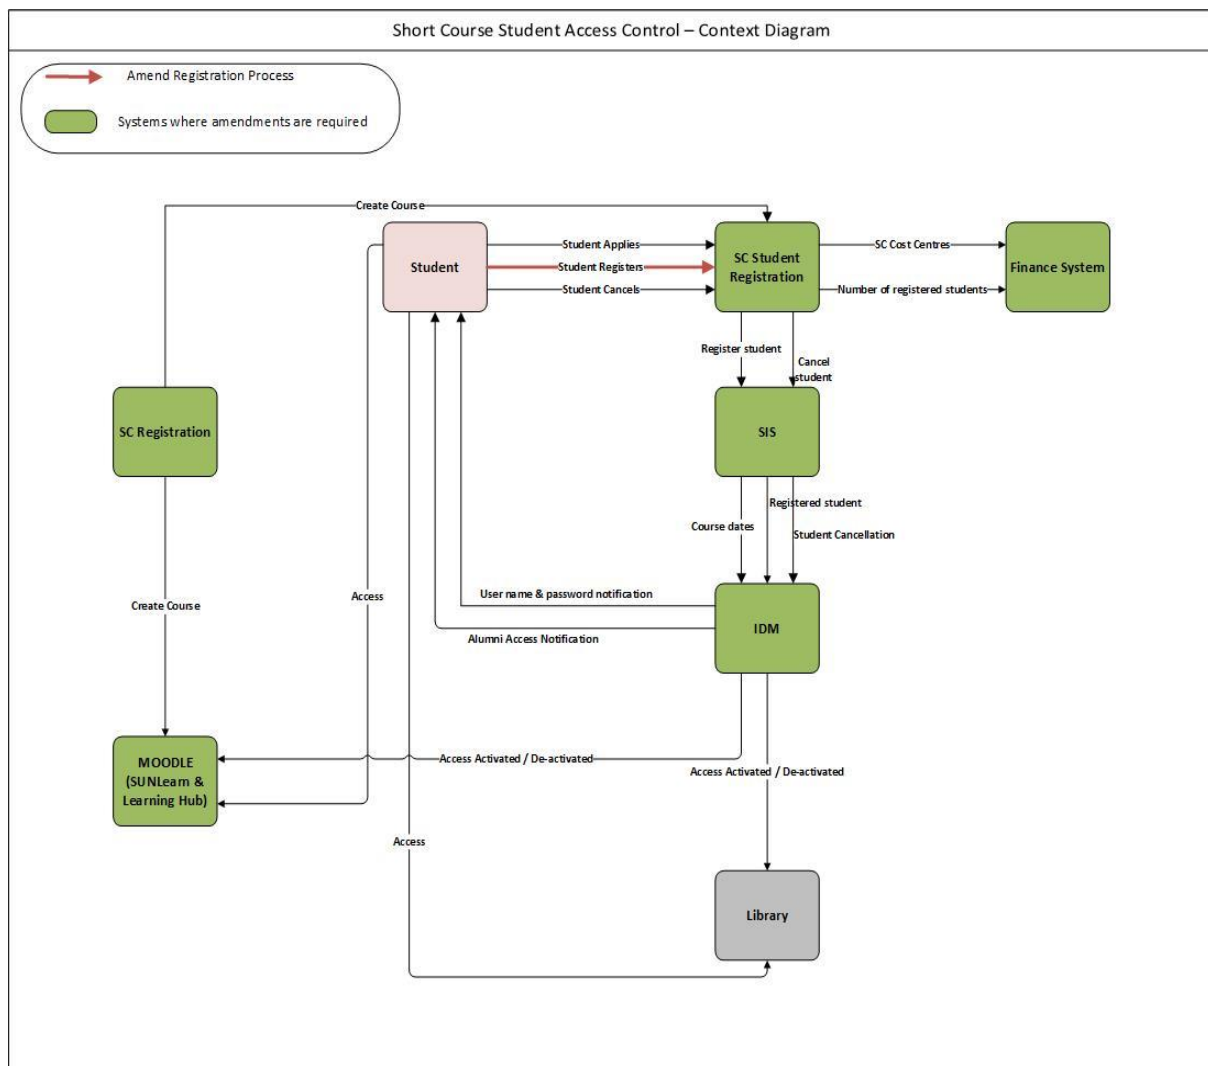 Short Course Student Access Control – Context Diagram
Amend Registration Process
Systems where amendments are required
Create Course
Student
Student Applies
Student Registers
Student Cancels
SC Student
Registration
SC Cost Centres
Number of registered students
Finance System
Register student
Cancel
student
SC Registration
SIS
Registered student
Course dates
Student Cancellation
Access
Create Course
User name & password notification
Alumni Access Notification
IDM
MOODLE
(SUNLearn &
Learning Hub)
Access Activated / De-activated
Access Activated / De-activated
Access
Library